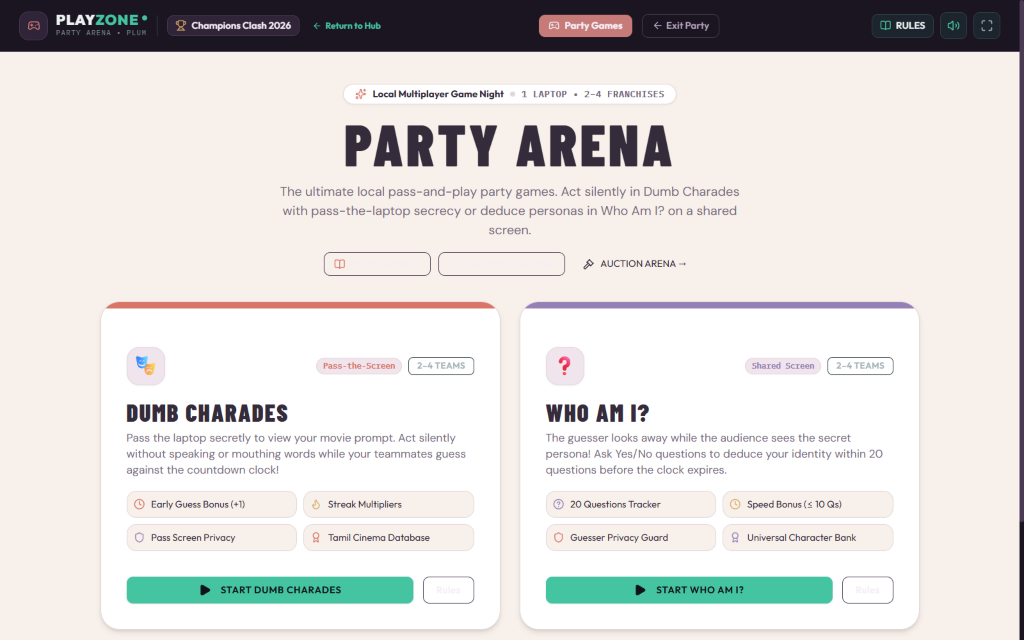 PLAYZONE
PARTY ARENA • PLUM
Champions Clash 2026
← Return to Hub
Party Games
← Exit Party
RULES
Local Multiplayer Game Night
1 LAPTOP • 2-4 FRANCHISES
PARTY ARENA
The ultimate local pass-and-play party games. Act silently in Dumb Charades
with pass-the-laptop secrecy or deduce personas in Who Am I? on a shared
screen.
AUCTION ARENA →
Pass-the-Screen
2-4 TEAMS
DUMB CHARADES
Pass the laptop secretly to view your movie prompt. Act silently
without speaking or mouthing words while your teammates guess
against the countdown clock!
Early Guess Bonus (+1)
Streak Multipliers
Pass Screen Privacy
Tamil Cinema Database
START DUMB CHARADES
Rules
Shared Screen
2-4 TEAMS
WHO AM I?
The guesser looks away while the audience sees the secret
persona! Ask Yes/No questions to deduce your identity within 20
questions before the clock expires.
20 Questions Tracker
Speed Bonus (≤ 10 Qs)
Guesser Privacy Guard
Universal Character Bank
START WHO AM I?
Rules